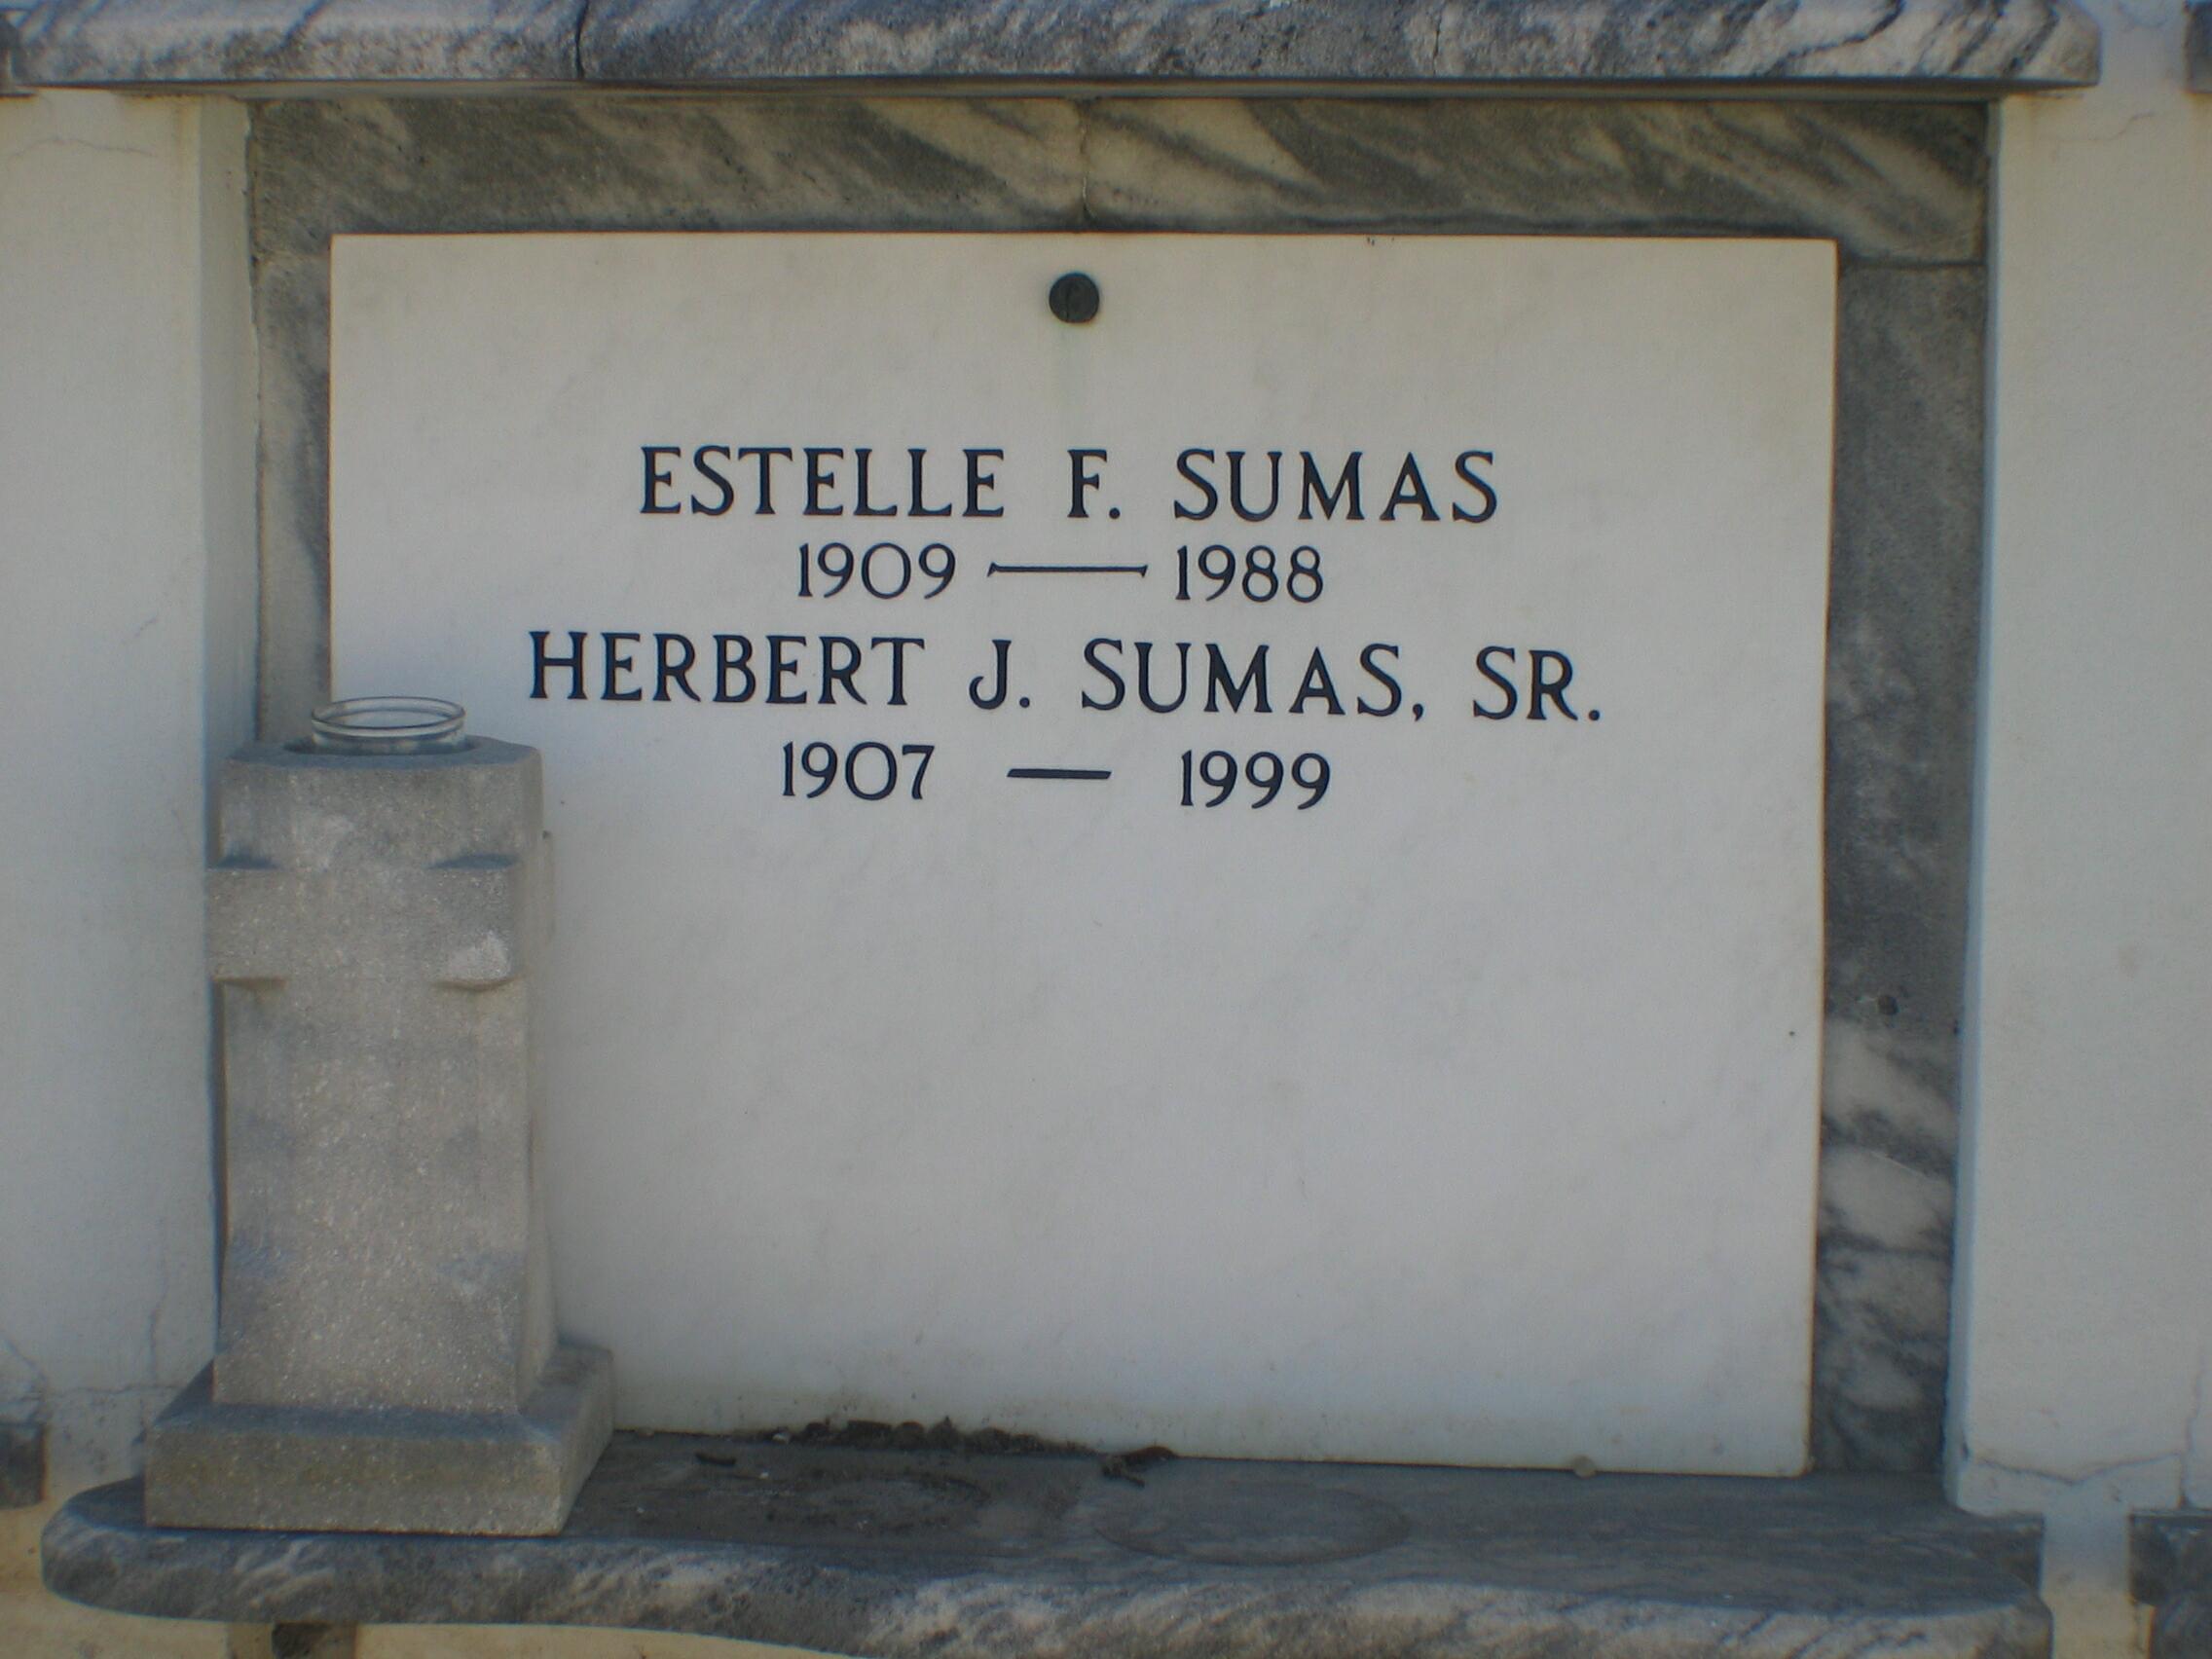 ESTELLE F. SUMAS
1909 — 1988
HERBERT J. SUMAS, SR.
1907 — 1999